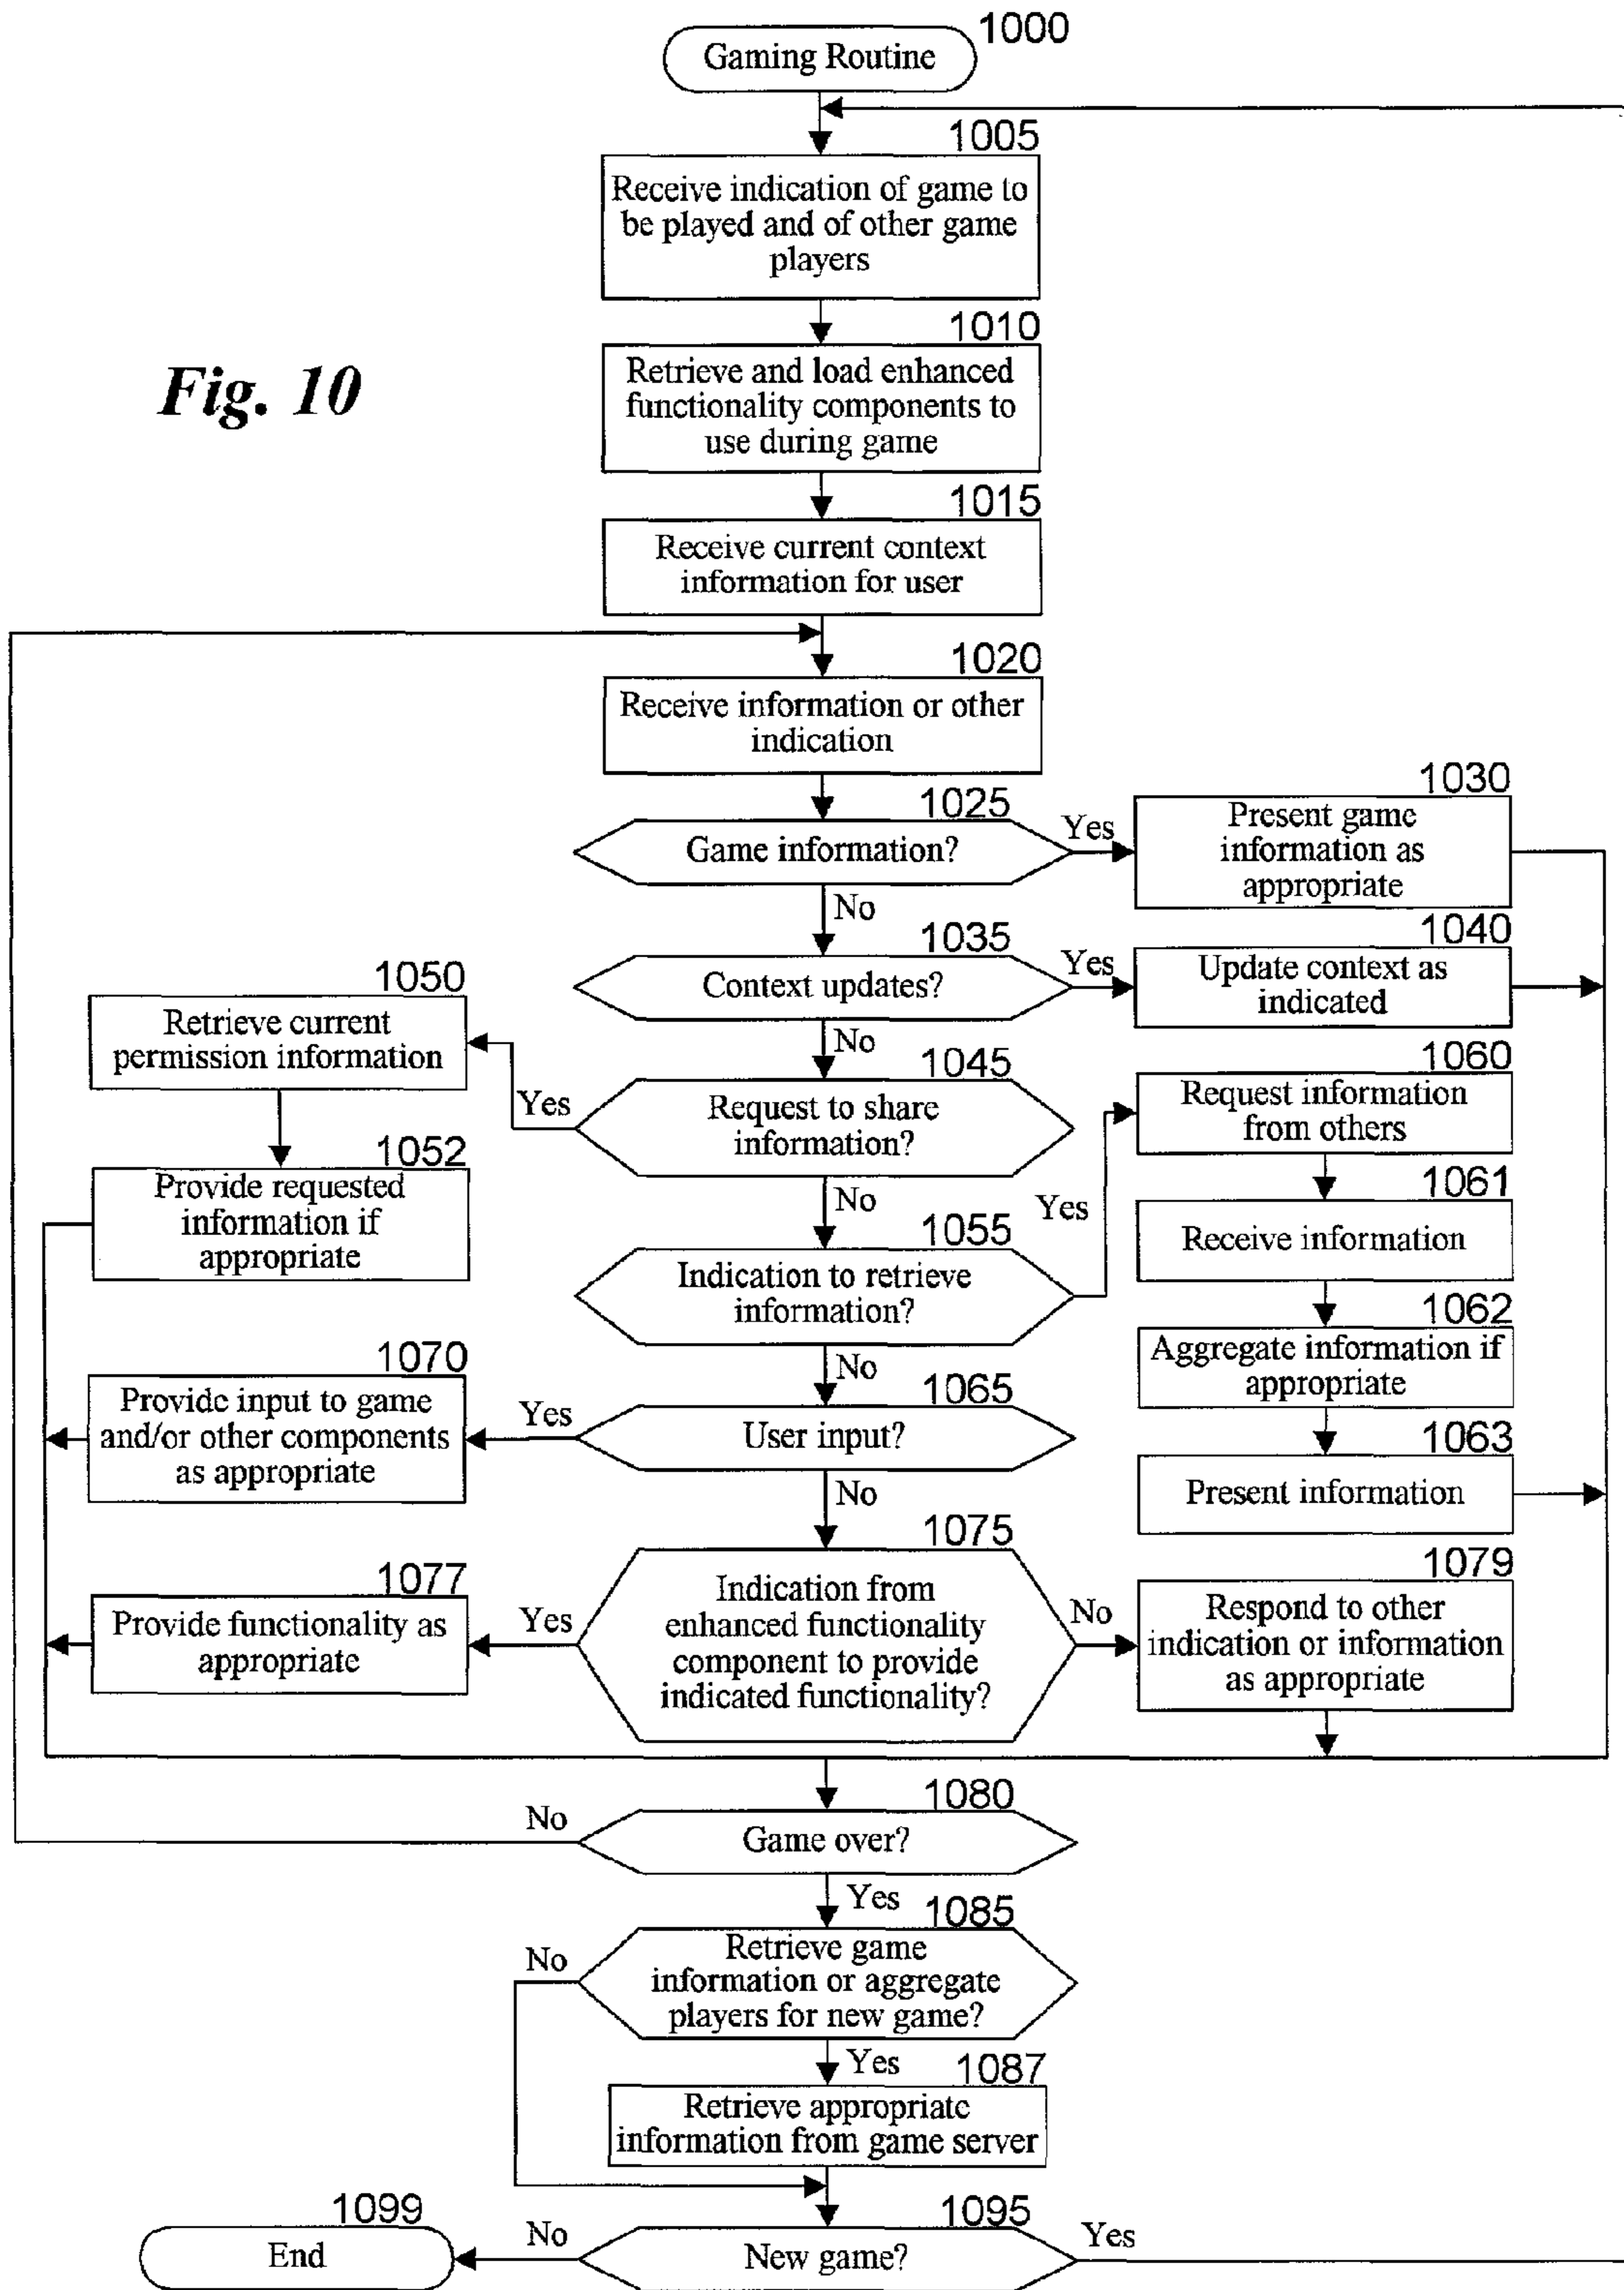 1000
Gaming Routine
1005
Receive indication of game to
be played and of other game
players
Fig. 10
1010
Retrieve and load enhanced
functionality components to
use during game
1015
Receive current context
information for user
1020
Receive information or other
indication
1025
Game information?
Yes
No
1030
Present game
information as
appropriate
1035
Context updates?
Yes
No
1040
Update context as
indicated
1045
Request to share
information?
Yes
No
1050
Retrieve current
permission information
1052
Provide requested
information if
appropriate
1055
Indication to retrieve
information?
Yes
No
1060
Request information
from others
1061
Receive information
1062
Aggregate information if
appropriate
1063
Present information
1065
User input?
Yes
No
1070
Provide input to game
and/or other components
as appropriate
1075
Indication from
enhanced functionality
component to provide
indicated functionality?
Yes
No
1077
Provide functionality as
appropriate
1079
Respond to other
indication or information
as appropriate
1080
Game over?
No
Yes
1085
Retrieve game
information or aggregate
players for new game?
No
Yes
1087
Retrieve appropriate
information from game server
1095
New game?
No
Yes
1099
End